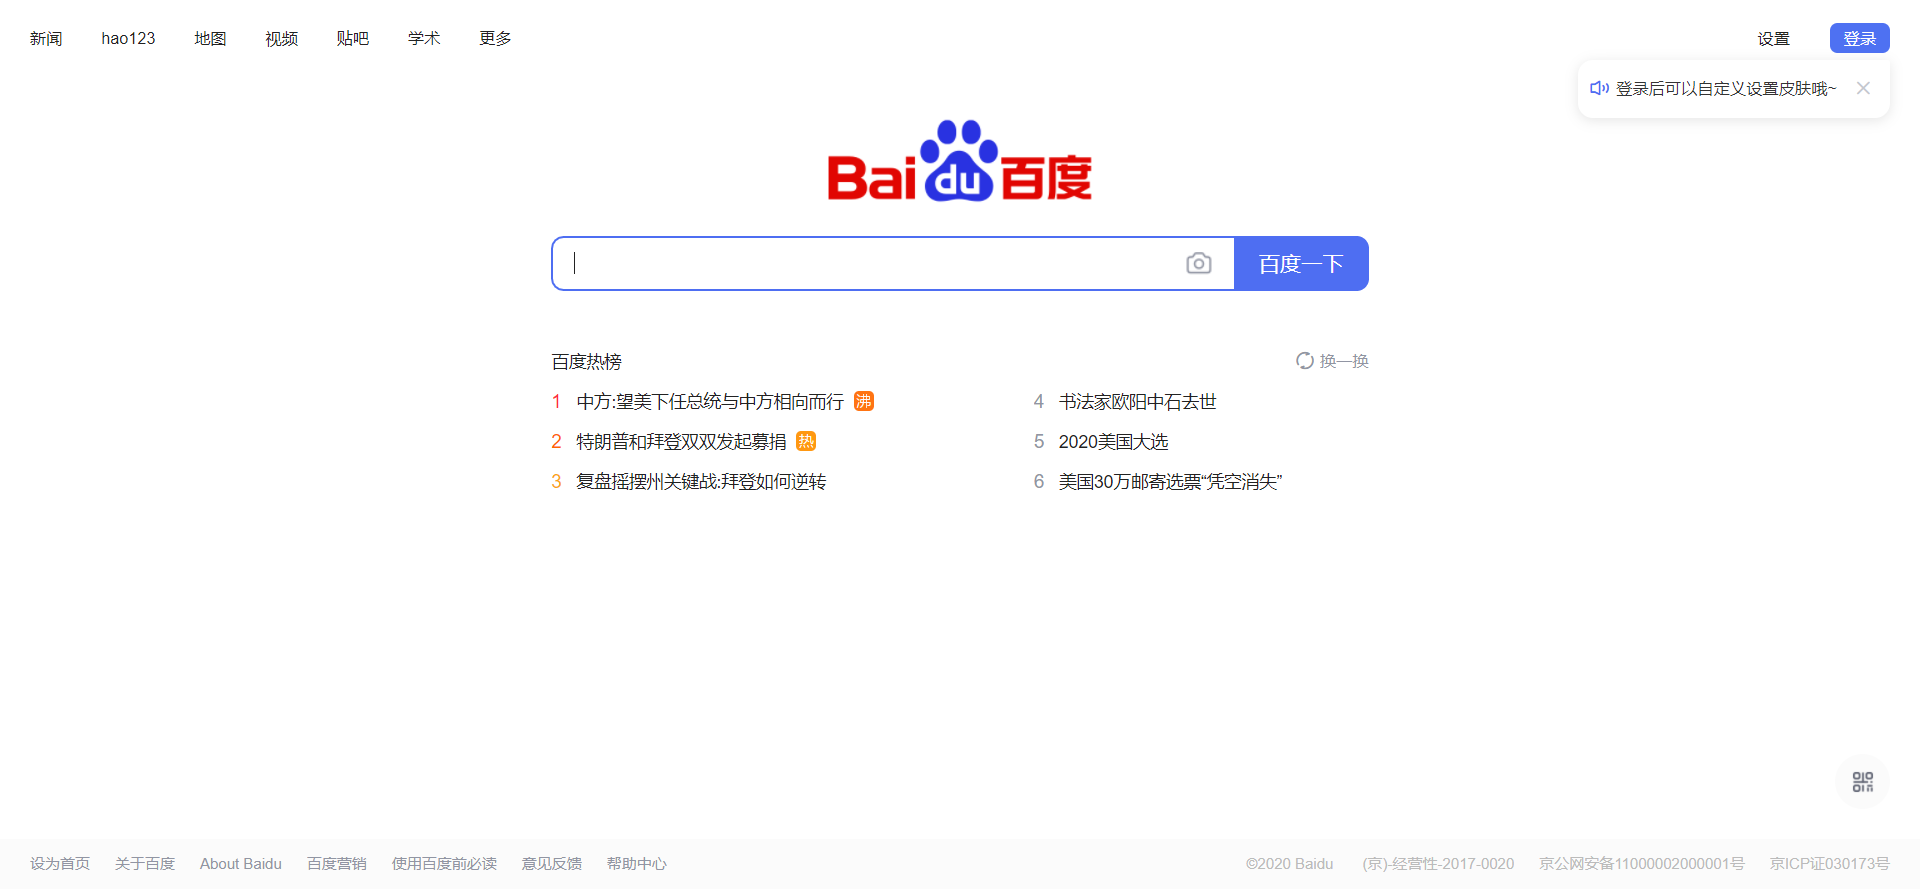 新闻 hao123 地图 视频 贴吧 学术 更多 设置 登录
登录后可以自定义设置皮肤哦~
Bai du 百度
百度一下
百度热榜 换一换
1 中方:望美下任总统与中方相向而行 沸
4 书法家欧阳中石去世
2 特朗普和拜登双双发起募捐 热
5 2020美国大选
3 复盘摇摆州关键战:拜登如何逆转
6 美国30万邮寄选票“凭空消失”
设为首页 关于百度 About Baidu 百度营销 使用百度前必读 意见反馈 帮助中心 ©2020 Baidu (京)-经营性-2017-0020 京公网安备11000002000001号 京ICP证030173号